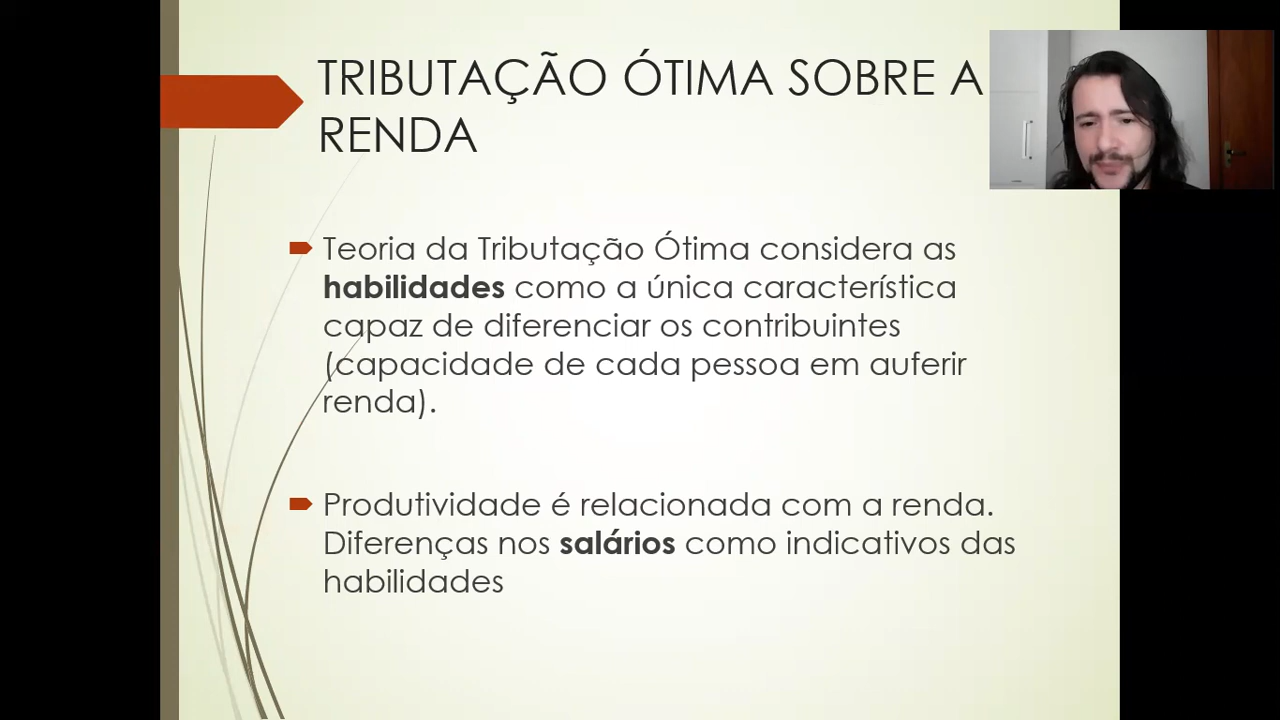 TRIBUTAÇÃO ÓTIMA SOBRE A
RENDA
Teoria da Tributação Ótima considera as
habilidades como a única característica
capaz de diferenciar os contribuintes
(capacidade de cada pessoa em auferir
renda).
Produtividade é relacionada com a renda.
Diferenças nos salários como indicativos das
habilidades